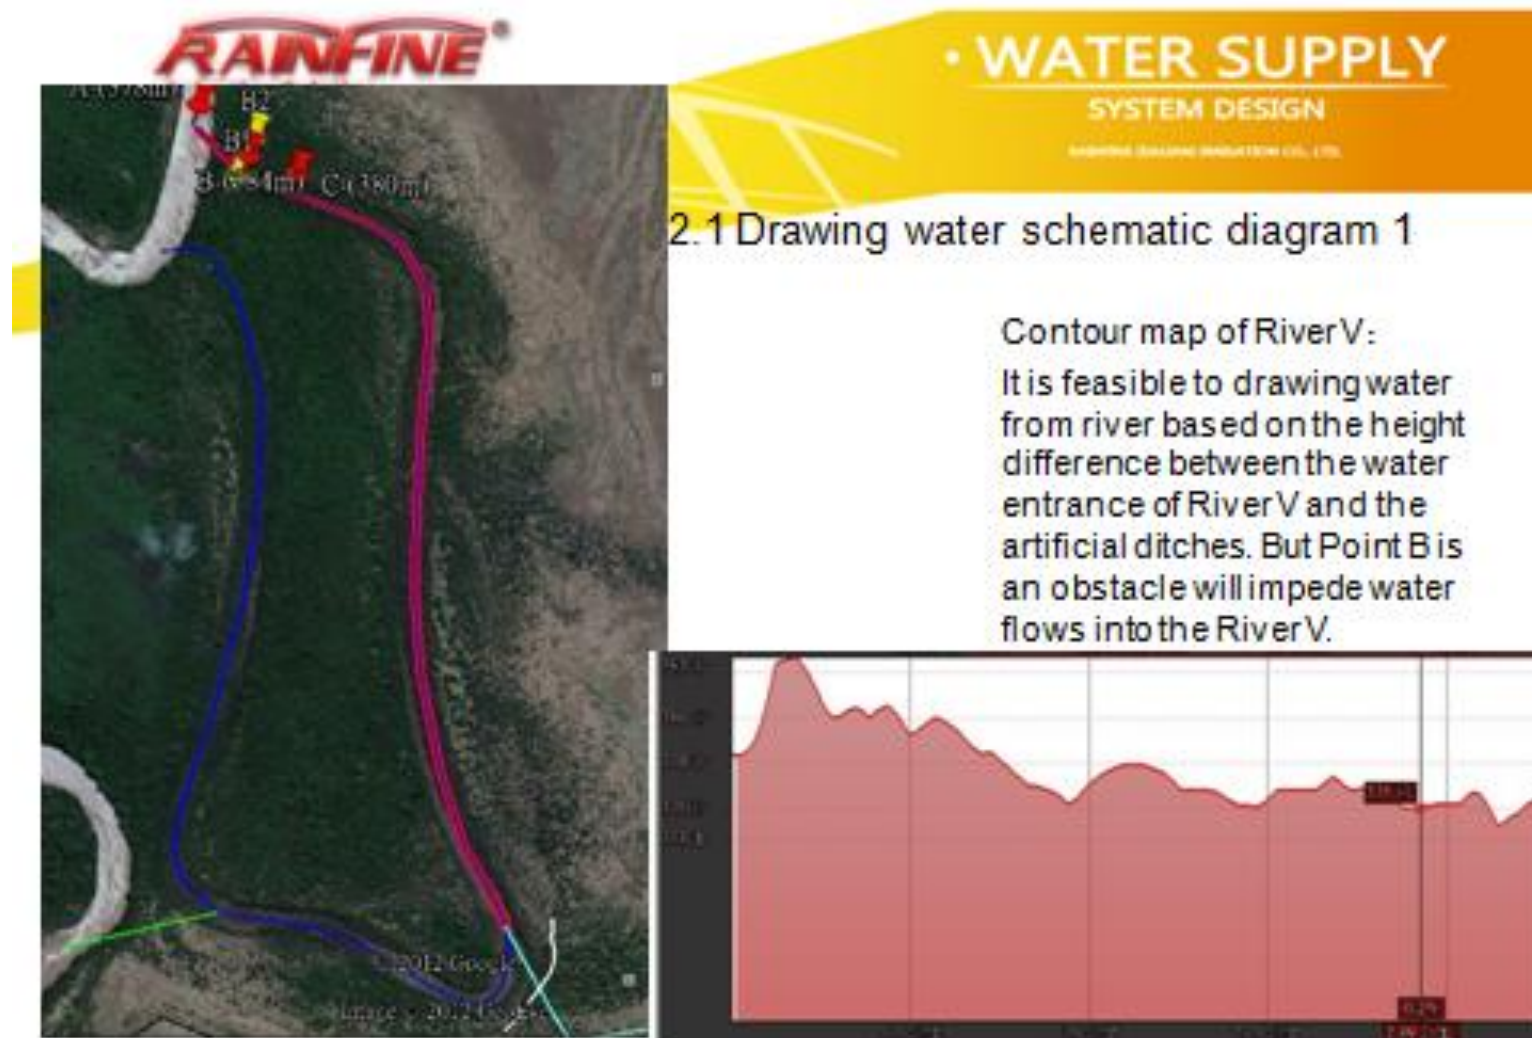 RAINFINE®
• WATER SUPPLY
SYSTEM DESIGN
A (378m)
B2
B1
B (384m) C (380m)
2.1 Drawing water schematic diagram 1
Contour map of River V:
It is feasible to drawing water
from river based on the height
difference between the water
entrance of River V and the
artificial ditches. But Point B is
an obstacle will impede water
flows into the River V.
2012 Google